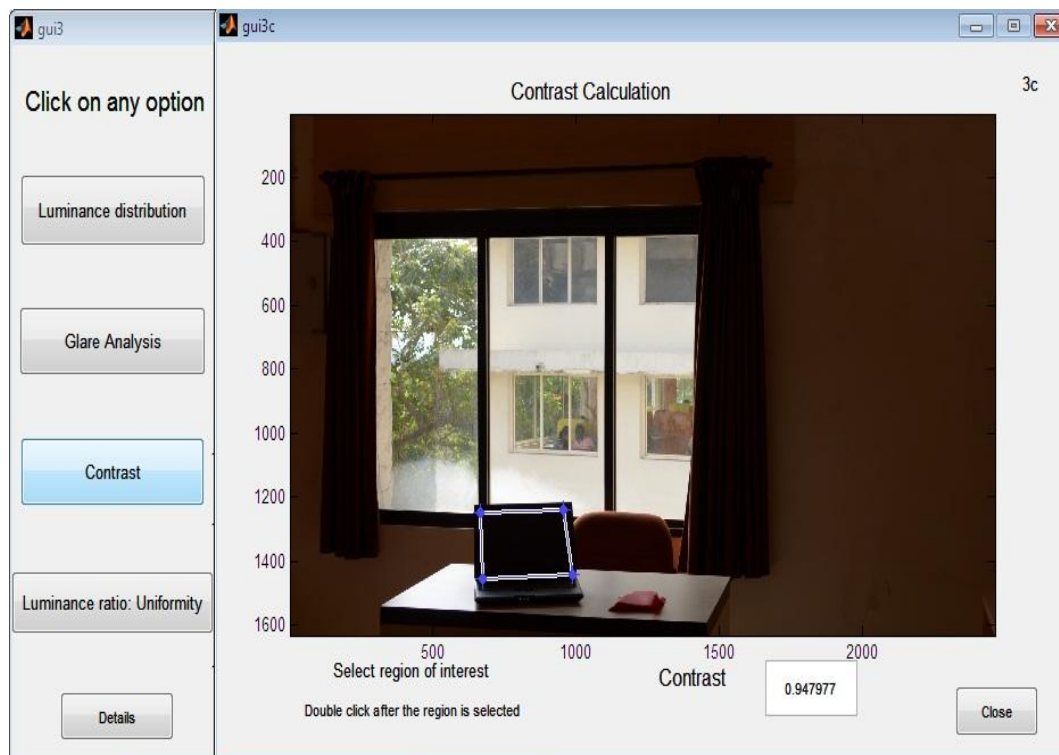 gui3
Click on any option
Luminance distribution
Glare Analysis
Contrast
Luminance ratio: Uniformity
Details
gui3c
Contrast Calculation
3c
200
400
600
800
1000
1200
1400
1600
500
1000
1500
2000
Select region of interest
Double click after the region is selected
Contrast
0.947977
Close